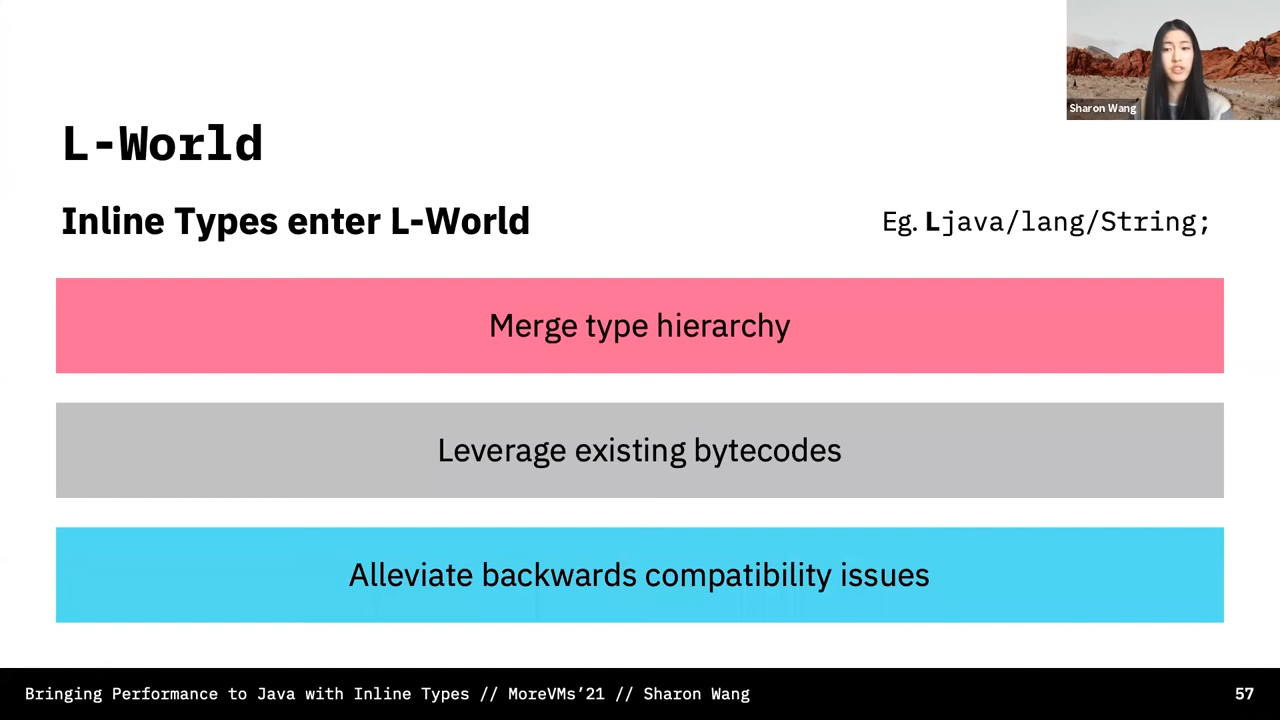 Sharon Wang
L-World
Inline Types enter L-World
Eg. Ljava/lang/String;
Merge type hierarchy
Leverage existing bytecodes
Alleviate backwards compatibility issues
Bringing Performance to Java with Inline Types // MoreVMs’21 // Sharon Wang
57